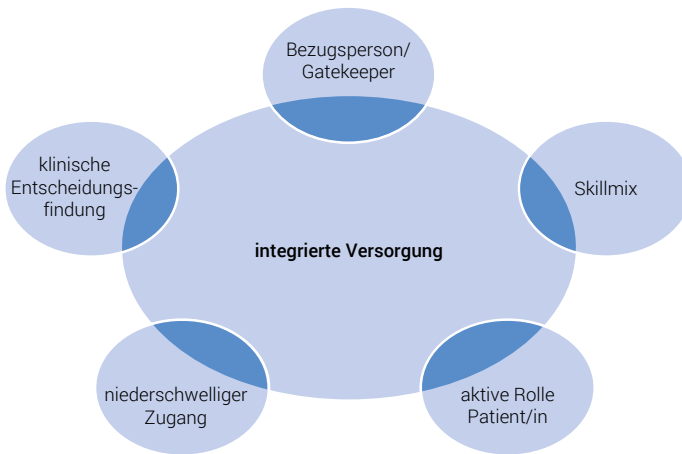 Bezugsperson/
Gatekeeper
klinische
Entscheidungs-
findung
Skillmix
integrierte Versorgung
niederschwelliger
Zugang
aktive Rolle
Patient/in